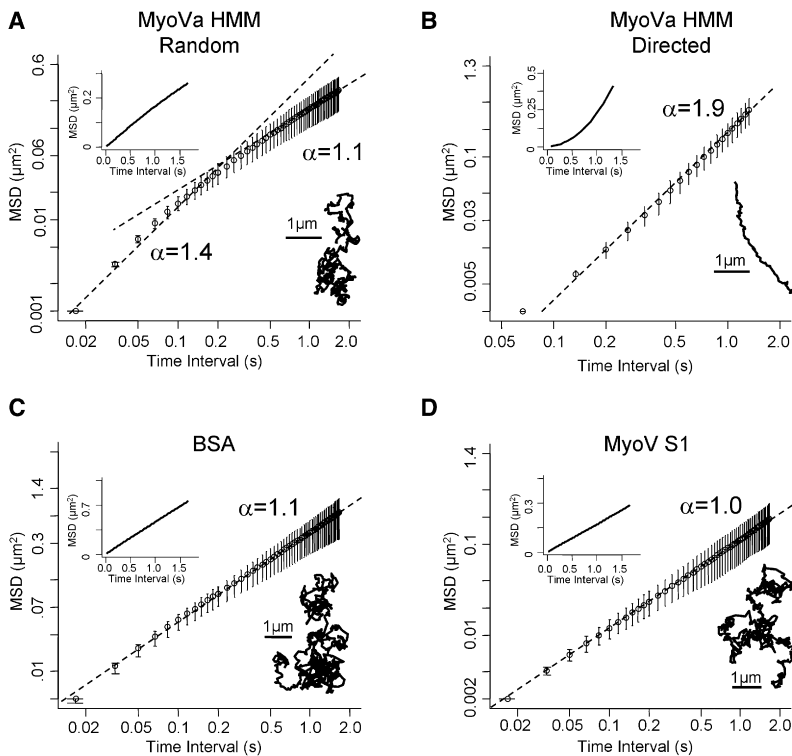 A
MyoVa HMM
Random
MSD (µm²)
0.6
0.06
0.01
0.001
0.02
0.05
0.1
0.2
0.5
1.0
2.0
Time Interval (s)
MSD (µm²)
0.2
0
0.0
0.5
1.0
1.5
Time Interval (s)
α=1.1
α=1.4
1µm
B
MyoVa HMM
Directed
MSD (µm²)
1.3
0.1
0.03
0.005
0.05
0.1
0.2
0.5
1.0
2.0
Time Interval (s)
MSD (µm²)
0.5
0.25
0
0.0
0.5
1.0
1.5
Time Interval (s)
α=1.9
1µm
C
BSA
MSD (µm²)
1.4
0.3
0.07
.01
0.02
0.05
0.1
0.2
0.5
1.0
2.0
Time Interval (s)
MSD (µm²)
0.7
0
0.0
0.5
1.0
1.5
Time Interval (s)
α=1.1
1µm
D
MyoV S1
MSD (µm²)
1.4
0.1
0.01
0.002
0.02
0.05
0.1
0.2
0.5
1.0
2.0
Time Interval (s)
MSD (µm²)
0.3
0
0.0
0.5
1.0
1.5
Time Interval (s)
α=1.0
1µm